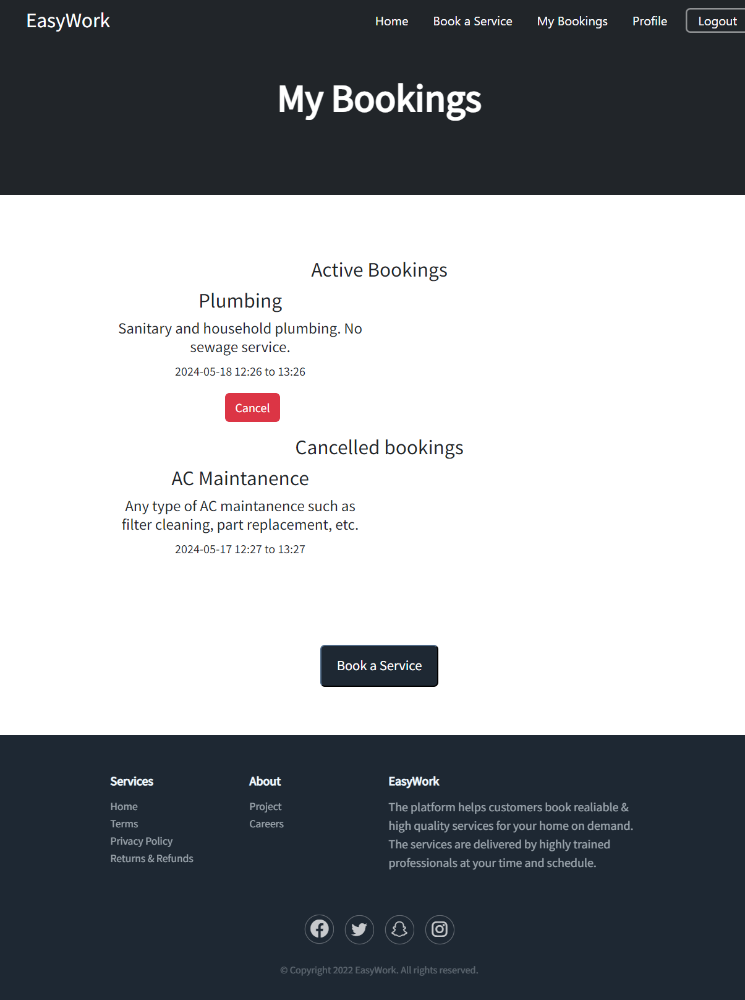 EasyWork
Home
Book a Service
My Bookings
Profile
Logout
My Bookings
Active Bookings
Plumbing
Sanitary and household plumbing. No
sewage service.
2024-05-18 12:26 to 13:26
Cancel
Cancelled bookings
AC Maintanence
Any type of AC maintanence such as
filter cleaning, part replacement, etc.
2024-05-17 12:27 to 13:27
Book a Service
Services
Home
Terms
Privacy Policy
Returns & Refunds
About
Project
Careers
EasyWork
The platform helps customers book realiable &
high quality services for your home on demand.
The services are delivered by highly trained
professionals at your time and schedule.
© Copyright 2022 EasyWork. All rights reserved.